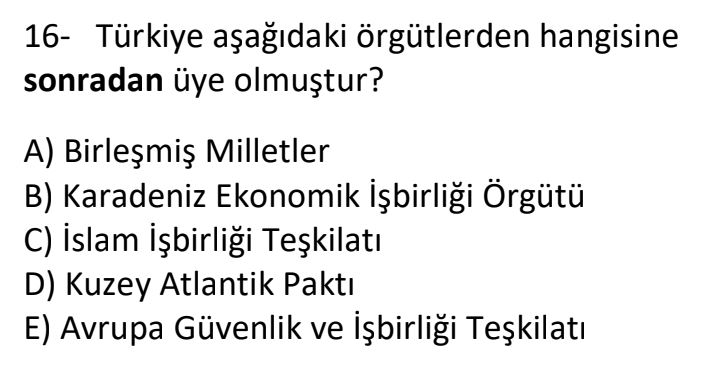 16- Türkiye aşağıdaki örgütlerden hangisine
sonradan üye olmuştur?
A) Birleşmiş Milletler
B) Karadeniz Ekonomik İşbirliği Örgütü
C) İslam İşbirliği Teşkilatı
D) Kuzey Atlantik Paktı
E) Avrupa Güvenlik ve İşbirliği Teşkilatı